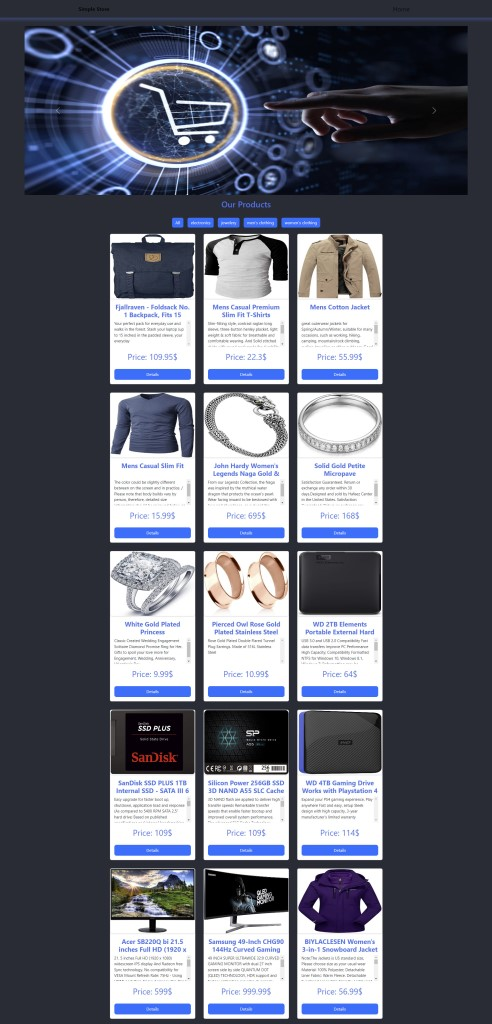 Simple Store
Home
Our Products
All
electronics
jewelery
men's clothing
women's clothing
Fjallraven - Foldsack No.
1 Backpack, Fits 15
Your perfect pack for everyday use and
walks in the forest. Stash your laptop (up
to 15 inches) in the padded sleeve, your
everyday
Price: 109.95$
Details
Mens Casual Premium
Slim Fit T-Shirts
Slim-fitting style, contrast raglan long
sleeve, three-button henley placket, light
weight & soft fabric for breathable and
comfortable wearing. And Solid stitched
Price: 22.3$
Details
Mens Cotton Jacket
great outerwear jackets for
Spring/Autumn/Winter, suitable for many
occasions, such as working, hiking,
camping, mountain/rock climbing,
Price: 55.99$
Details
Mens Casual Slim Fit
The color could be slightly different
between on the screen and in practice. /
Please note that body builds vary by
person, therefore, detailed size
Price: 15.99$
Details
John Hardy Women's
Legends Naga Gold &
From our Legends Collection, the Naga
was inspired by the mythical water
dragon that protects the ocean's pearl.
Wear facing inward to be bestowed with
Price: 695$
Details
Solid Gold Petite
Micropave
Satisfaction Guaranteed. Return or
exchange any order within 30
days.Designed and sold by Hafeez Center
in the United States. Satisfaction
Price: 168$
Details
White Gold Plated
Princess
Classic Created Wedding Engagement
Solitaire Diamond Promise Ring for Her.
Gifts to spoil your love more for
Engagement, Wedding, Anniversary,
Price: 9.99$
Details
Pierced Owl Rose Gold
Plated Stainless Steel
Rose Gold Plated Double Flared Tunnel
Plug Earrings. Made of 316L Stainless
Steel
Price: 10.99$
Details
WD 2TB Elements
Portable External Hard
USB 3.0 and USB 2.0 Compatibility Fast
data transfers Improve PC Performance
High Capacity; Compatibility Formatted
NTFS for Windows 10, Windows 8.1,
Price: 64$
Details
SanDisk
SSD PLUS
Solid State Drive
SanDisk
SanDisk SSD PLUS 1TB
Internal SSD - SATA III 6
Easy upgrade for faster boot up,
shutdown, application load and response
(As compared to 5400 RPM SATA 2.5"
hard drive; Based on published
Price: 109$
Details
SP
256
Silicon Power 256GB SSD
3D NAND A55 SLC Cache
3D NAND flash are applied to deliver high
transfer speeds Remarkable transfer
speeds that enable faster bootup and
improved overall system performance.
Price: 109$
Details
WD 4TB Gaming Drive
Works with Playstation 4
Expand your PS4 gaming experience, Play
anywhere Fast and easy, setup Sleek
design with high capacity, 3-year
manufacturer's limited warranty
Price: 114$
Details
Acer SB220Q bi 21.5
inches Full HD (1920 x
21. 5 inches Full HD (1920 x 1080)
widescreen IPS display And Radeon free
Sync technology. No compatibility for
VESA Mount Refresh Rate: 75Hz - Using
Price: 599$
Details
QLED
GAMING
MONITOR
Samsung 49-Inch CHG90
144Hz Curved Gaming
49 INCH SUPER ULTRAWIDE 32:9 CURVED
GAMING MONITOR with dual 27 inch
screen side by side QUANTUM DOT
(QLED) TECHNOLOGY, HDR support and
Price: 999.99$
Details
BIYLACLESEN Women's
3-in-1 Snowboard Jacket
Note:The Jackets is US standard size,
Please choose size as your usual wear
Material: 100% Polyester; Detachable
Liner Fabric: Warm Fleece. Detachable
Price: 56.99$
Details